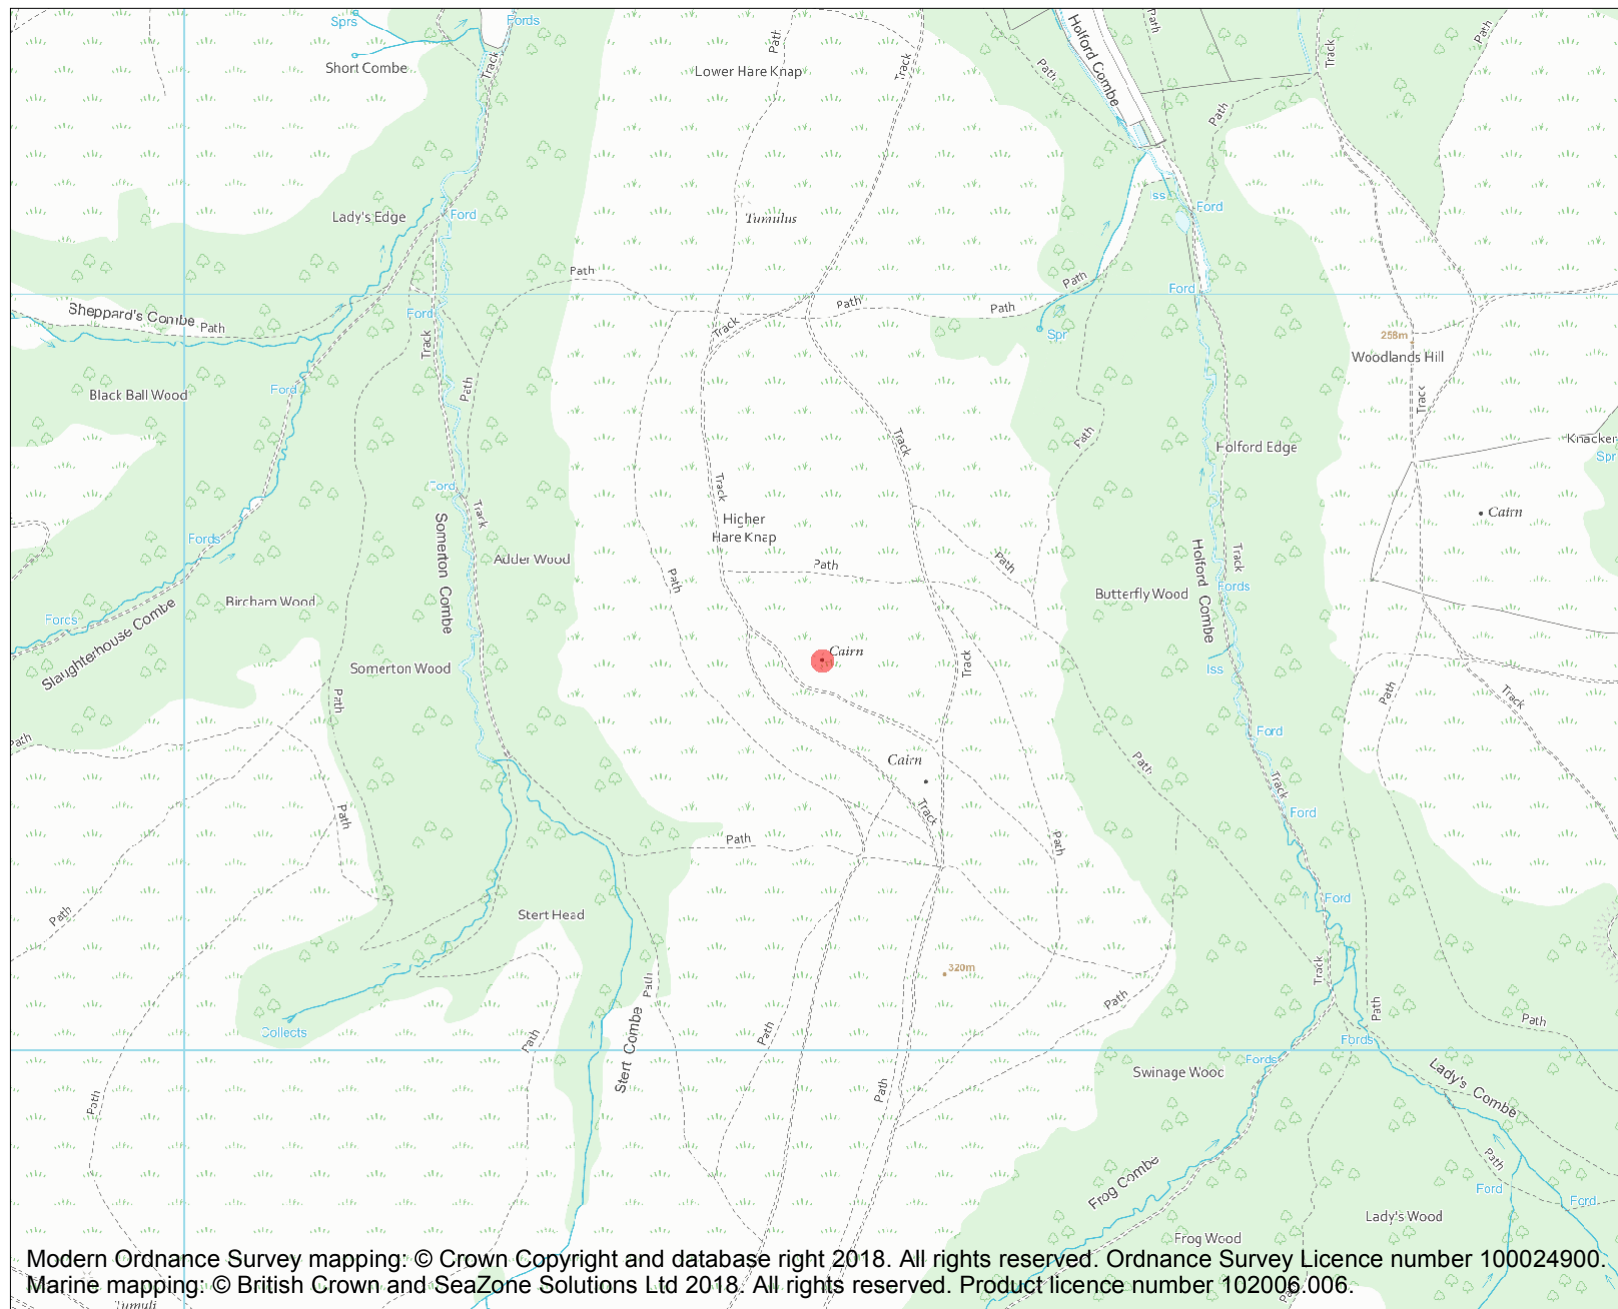 Sprs
Fords
Short Combe
Track
Path
Lower Hare Knap
Track
Path
Holford Combe
Path
Track
Path
Path
Lady's Edge
Ford
Tumulus
Iss
Ford
Path
Path
Ford
Sheppard's Combe
Path
Ford
Track
Track
Path
Path
Spr
258m
Woodlands Hill
Track
Black Ball Wood
Ford
Path
Track
Path
Holford Edge
Knacker
Spr
Ford
Track
Track
Cairn
Higher
Hare Knap
Fords
Somerton Combe
Adder Wood
Path
Path
Path
Holford Combe
Track
Fords
Butterfly Wood
Bircham Wood
Slaughterhouse Combe
Somerton Wood
Cairn
Track
Iss
Path
Path
Track
Path
Ford
Cairn
Path
Track
Path
Track
Ford
Path
Path
Path
Stert Head
Ford
320m
Path
Path
Track
Path
Path
Collects
Path
Path
Stert Combe
Fords
Fords
Swinage Wood
Lady's Combe
Path
Path
Frog Combe
Path
Ford
Ford
Lady's Wood
Frog Wood
Modern Ordnance Survey mapping: © Crown Copyright and database right 2018. All rights reserved. Ordnance Survey Licence number 100024900.
Marine mapping: © British Crown and SeaZone Solutions Ltd 2018. All rights reserved. Product licence number 102006.006.
Tumuli